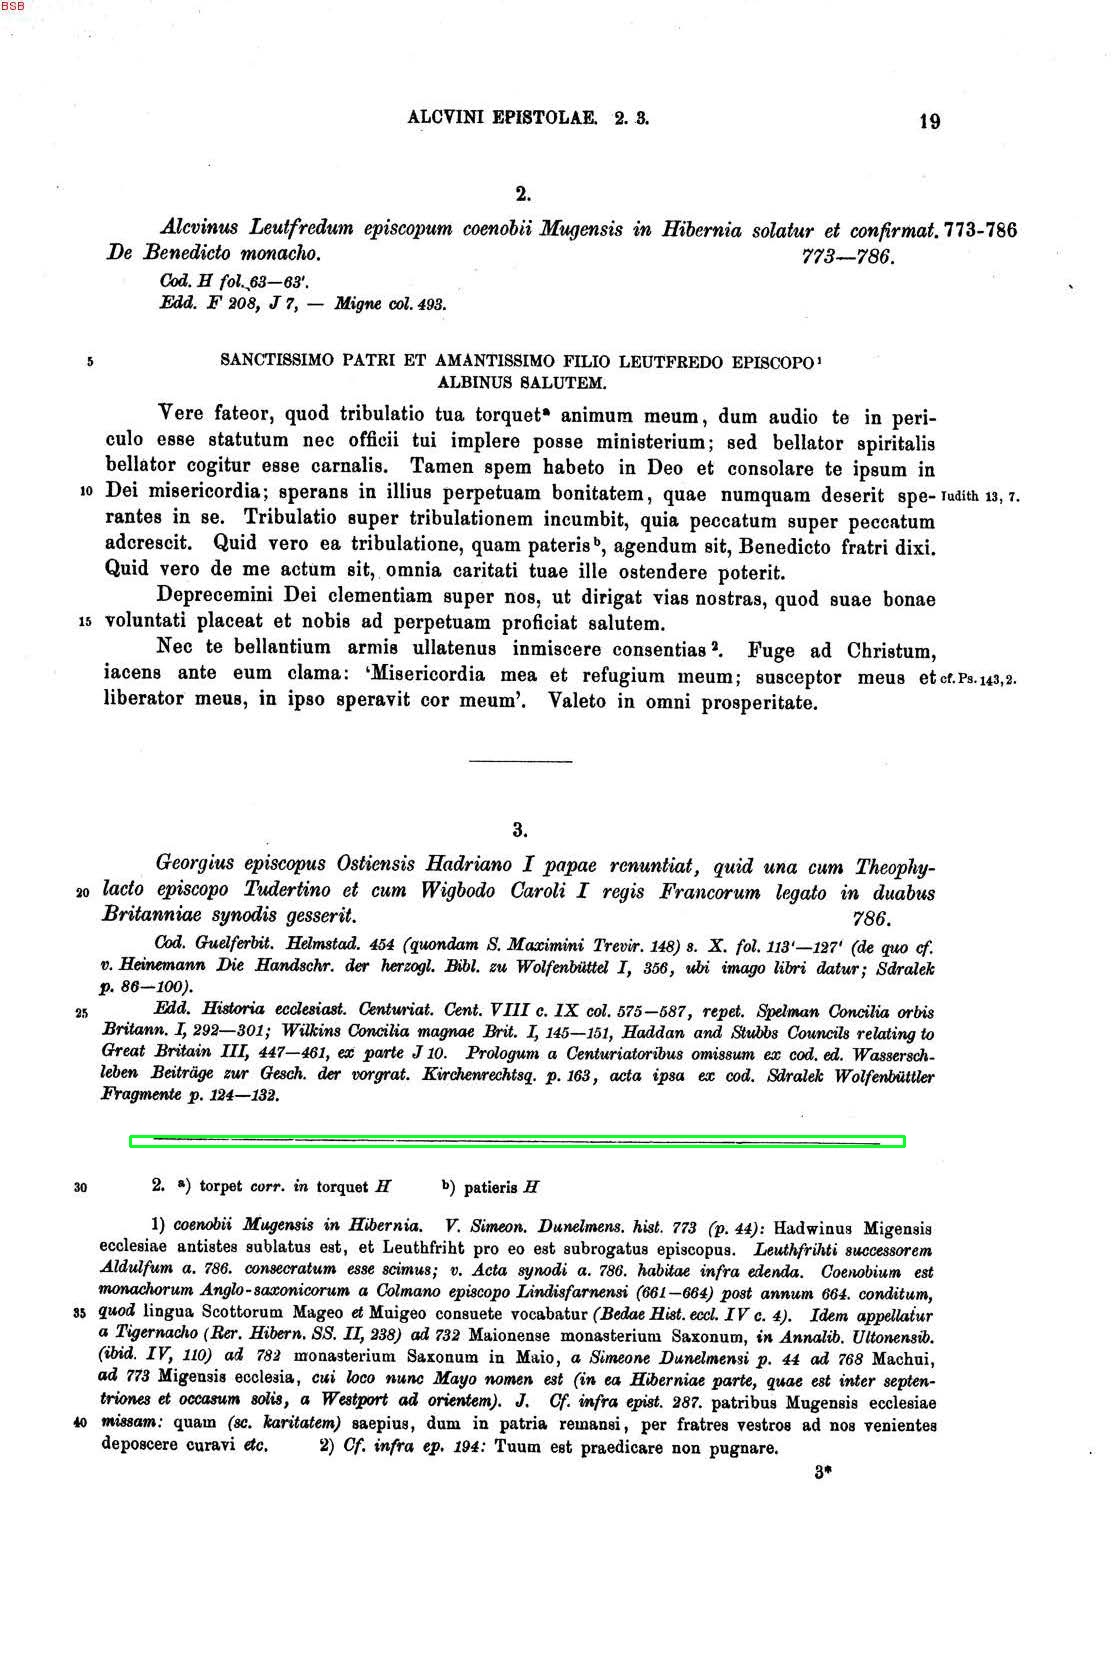 BSB
ALCVINI EPISTOLAE. 2. 3.
19
2.
Alcvinus Leutfredum episcopum coenobii Mugensis in Hibernia solatur et confirmat. 773-786
De Benedicto monacho. 773—786.
Cod. H fol. 63—63'.
Edd. F 208, J 7, — Migne col. 493.
5 SANCTISSIMO PATRI ET AMANTISSIMO FILIO LEUTFREDO EPISCOPO¹
ALBINUS SALUTEM.
Vere fateor, quod tribulatio tua torquetᵃ animum meum, dum audio te in peri-
culo esse statutum nec officii tui implere posse ministerium; sed bellator spiritalis
bellator cogitur esse carnalis. Tamen spem habeto in Deo et consolare te ipsum in
10 Dei misericordia; sperans in illius perpetuam bonitatem, quae numquam deserit spe- Iudith 13, 7.
rantes in se. Tribulatio super tribulationem incumbit, quia peccatum super peccatum
adcrescit. Quid vero ea tribulatione, quam paterisᵇ, agendum sit, Benedicto fratri dixi.
Quid vero de me actum sit, omnia caritati tuae ille ostendere poterit.
Deprecemini Dei clementiam super nos, ut dirigat vias nostras, quod suae bonae
15 voluntati placeat et nobis ad perpetuam proficiat salutem.
Nec te bellantium armis ullatenus inmiscere consentias². Fuge ad Christum,
iacens ante eum clama: ‘Misericordia mea et refugium meum; susceptor meus et cf. Ps. 143, 2.
liberator meus, in ipso speravit cor meum’. Valeto in omni prosperitate.
3.
Georgius episcopus Ostiensis Hadriano I papae renuntiat, quid una cum Theophy-
20 lacto episcopo Tudertino et cum Wigbodo Caroli I regis Francorum legato in duabus
Britanniae synodis gesserit. 786.
Cod. Guelferbit. Helmstad. 454 (quondam S. Maximini Trevir. 148) s. X. fol. 113'—127' (de quo cf.
v. Heinemann Die Handschr. der herzogl. Bibl. zu Wolfenbüttel I, 356, ubi imago libri datur; Sdralek
p. 86—100).
25 Edd. Historia ecclesiast. Centuriat. Cent. VIII c. IX col. 575—587, repet. Spelman Concilia orbis
Britann. I, 292—301; Wilkins Concilia magnae Brit. I, 145—151, Haddan and Stubbs Councils relating to
Great Britain III, 447—461, ex parte J 10. Prologum a Centuriatoribus omissum ex cod. ed. Wassersch-
leben Beiträge zur Gesch. der vorgrat. Kirchenrechtsq. p. 163, acta ipsa ex cod. Sdralek Wolfenbüttler
Fragmente p. 124—132.
30 2. ᵃ) torpet corr. in torquet H ᵇ) patieris H
1) coenobii Mugensis in Hibernia. V. Simeon. Dunelmens. hist. 773 (p. 44): Hadwinus Migensis
ecclesiae antistes sublatus est, et Leuthfriht pro eo est subrogatus episcopus. Leuthfrihti successorem
Aldulfum a. 786. consecratum esse scimus; v. Acta synodi a. 786. habitae infra edenda. Coenobium est
monachorum Anglo-saxonicorum a Colmano episcopo Lindisfarnensi (661—664) post annum 664. conditum,
35 quod lingua Scottorum Mageo et Muigeo consuete vocabatur (Bedae Hist. eccl. IV c. 4). Idem appellatur
a Tigernacho (Rer. Hibern. SS. II, 238) ad 732 Maionense monasterium Saxonum, in Annalib. Ultonensib.
(ibid. IV, 110) ad 782 monasterium Saxonum in Maio, a Simeone Dunelmensi p. 44 ad 768 Machui,
ad 773 Migensis ecclesia, cui loco nunc Mayo nomen est (in ea Hiberniae parte, quae est inter septen-
triones et occasum solis, a Westport ad orientem). J. Cf. infra epist. 287. patribus Mugensis ecclesiae
40 missam: quam (sc. karitatem) saepius, dum in patria remansi, per fratres vestros ad nos venientes
deposcere curavi etc. 2) Cf. infra ep. 194: Tuum est praedicare non pugnare.
3*